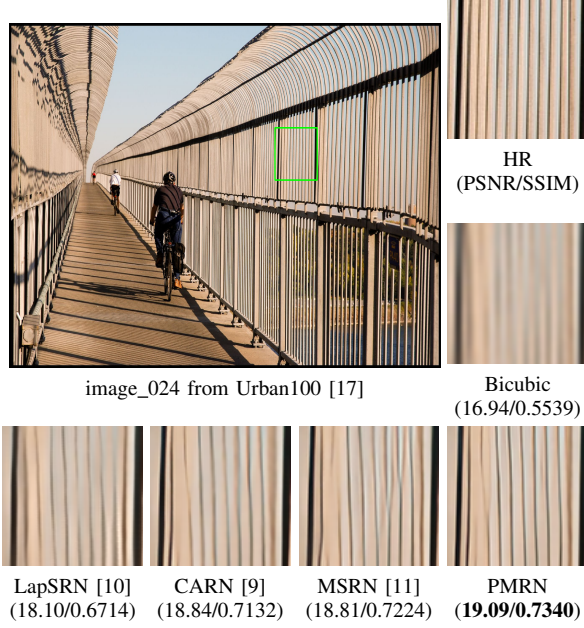 HR
(PSNR/SSIM)
image_024 from Urban100 [17]
Bicubic
(16.94/0.5539)
LapSRN [10]
(18.10/0.6714)
CARN [9]
(18.84/0.7132)
MSRN [11]
(18.81/0.7224)
PMRN
(19.09/0.7340)